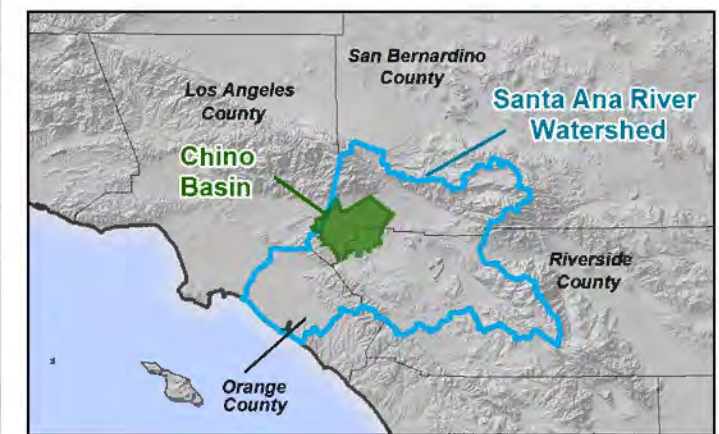 San Bernardino
County
Los Angeles
County
Santa Ana River
Watershed
Chino
Basin
Riverside
County
Orange
County